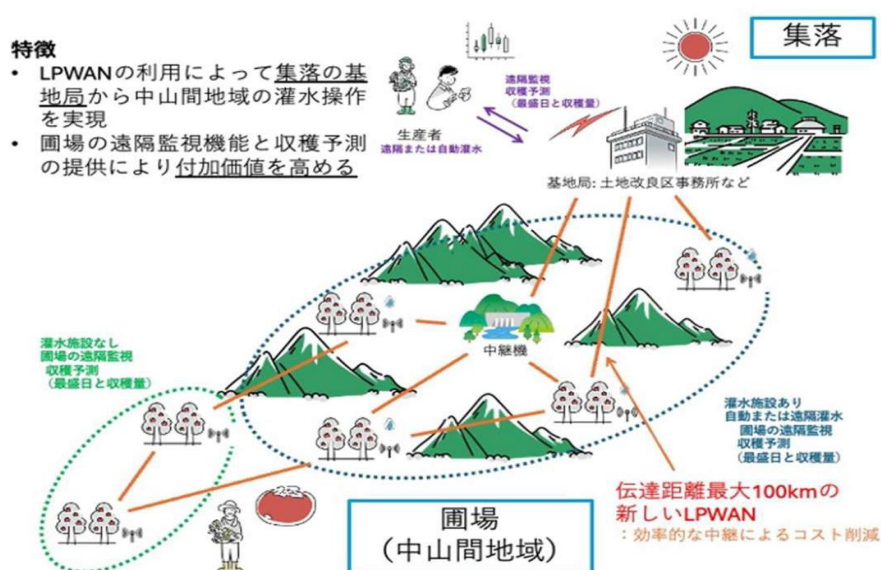 特徴
• LPWANの利用によって集落の基
地局から中山間地域の灌水操作
を実現
• 圃場の遠隔監視機能と収穫予測
の提供により付加価値を高める
集落
遠隔監視
収穫予測
(最盛日と収穫量)
生産者
遠隔または自動灌水
基地局: 土地改良区事務所など
中継機
灌水施設なし
圃場の遠隔監視
収穫予測
(最盛日と収穫量)
灌水施設あり
自動または遠隔灌水
圃場の遠隔監視
収穫予測
(最盛日と収穫量)
伝達距離最大100kmの
新しいLPWAN
：効率的な中継によるコスト削減
圃場
（中山間地域）